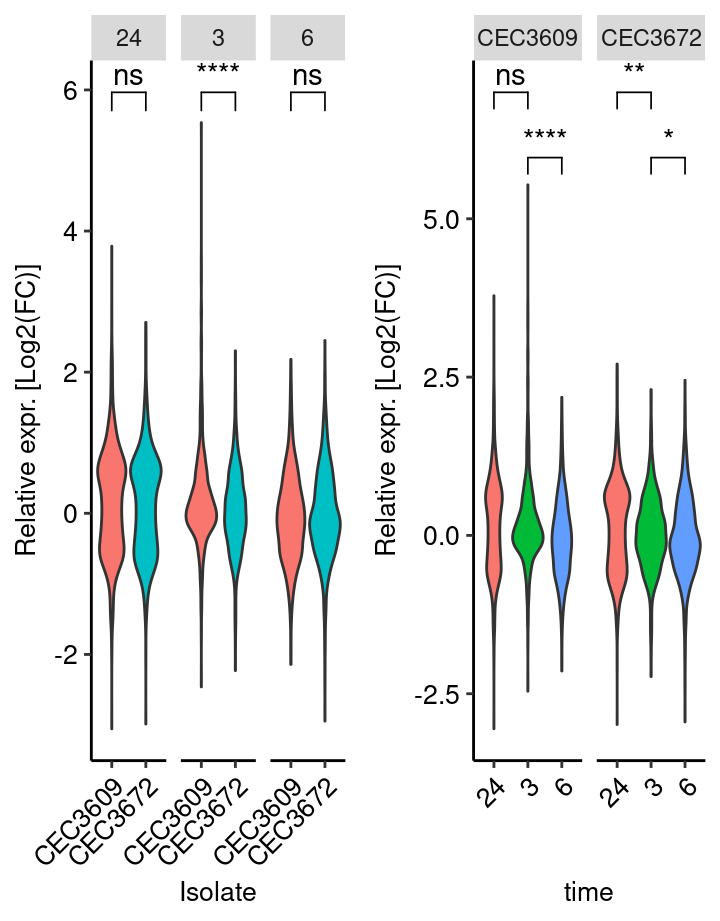 24 3 6
ns **** ns
6
4
2
0
-2
Relative expr. [Log2(FC)]
CEC3609 CEC3672 CEC3609 CEC3672 CEC3609 CEC3672
Isolate
CEC3609 CEC3672
ns **
**** *
5.0
2.5
0.0
-2.5
Relative expr. [Log2(FC)]
24 3 6 24 3 6
time